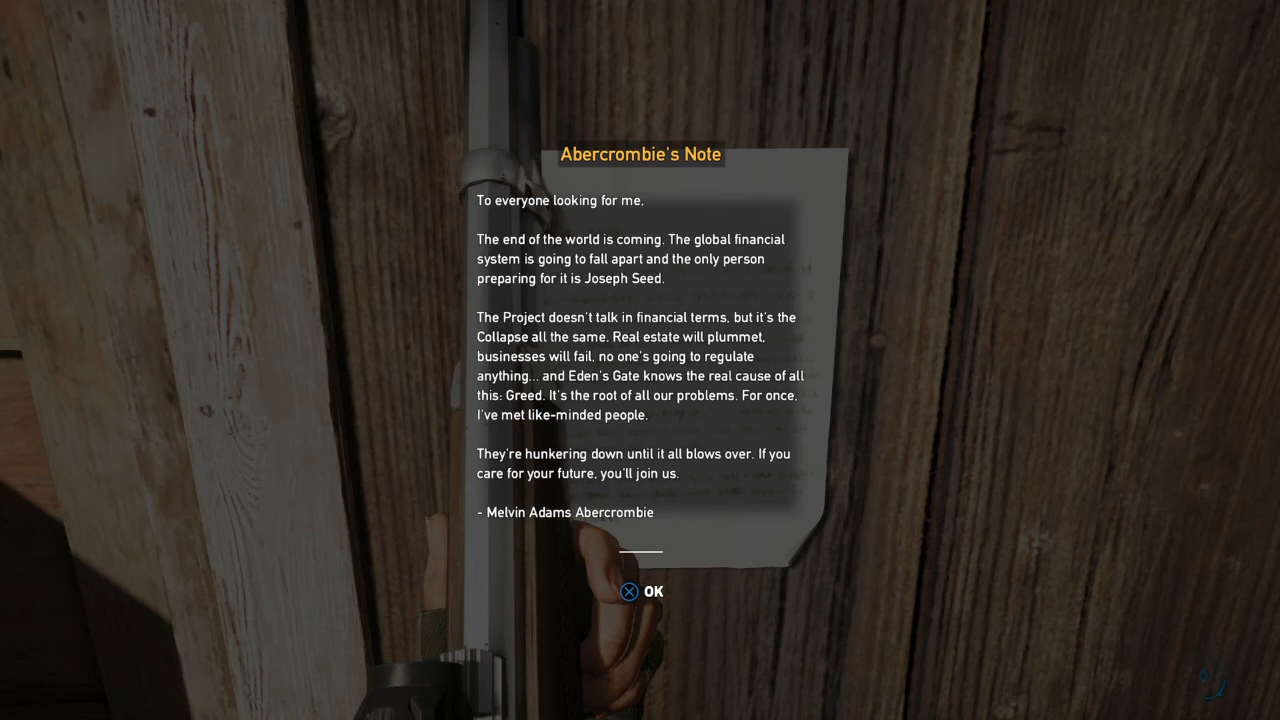 Abercrombie's Note
To everyone looking for me,
The end of the world is coming. The global financial
system is going to fall apart and the only person
preparing for it is Joseph Seed.
The Project doesn't talk in financial terms, but it's the
Collapse all the same. Real estate will plummet,
businesses will fail, no one's going to regulate
anything... and Eden's Gate knows the real cause of all
this: Greed. It's the root of all our problems. For once,
I've met like-minded people.
They're hunkering down until it all blows over. If you
care for your future, you'll join us.
- Melvin Adams Abercrombie
OK